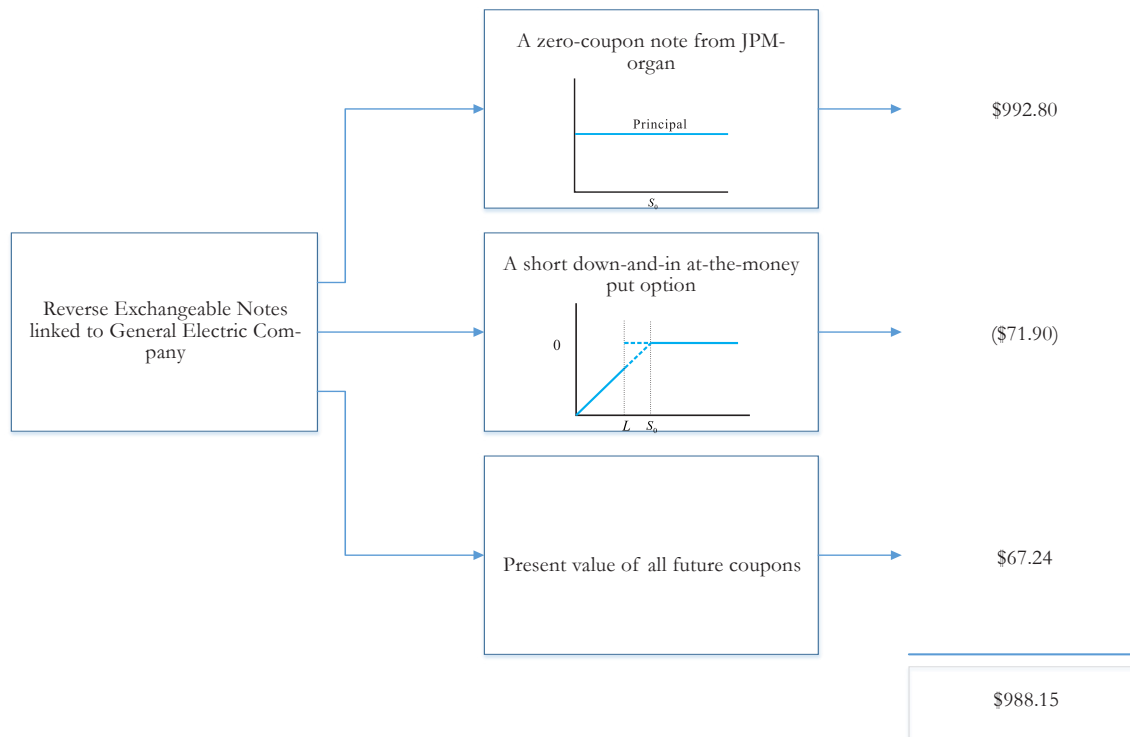 A zero-coupon note from JPM-
organ
Principal
S₀
$992.80
Reverse Exchangeable Notes
linked to General Electric Com-
pany
A short down-and-in at-the-money
put option
0
L S₀
($71.90)
Present value of all future coupons
$67.24
$988.15